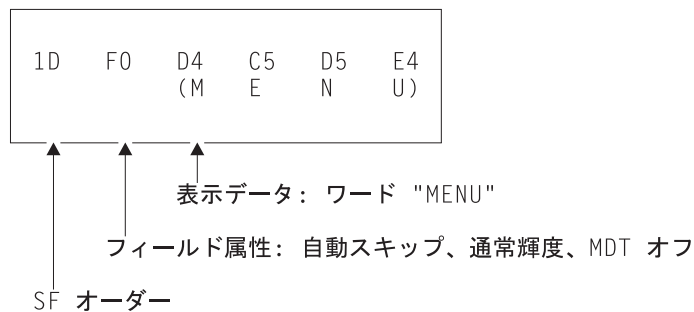 1D F0 D4 C5 D5 E4
(M E N U)
表示データ: ワード "MENU"
フィールド属性: 自動スキップ、通常輝度、MDT オフ
SF オーダー